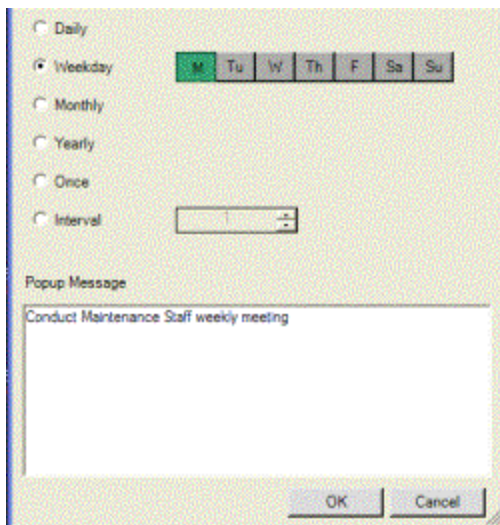 Daily
Weekday M Tu W Th F Sa Su
Monthly
Yearly
Once
Interval 1
Popup Message
Conduct Maintenance Staff weekly meeting
OK Cancel